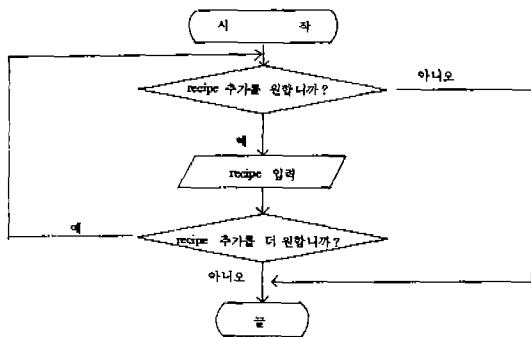 시 작
recipe 추가를 원합니까?
아니오
예
recipe 입력
예
recipe 추가를 더 원합니까?
아니오
끝